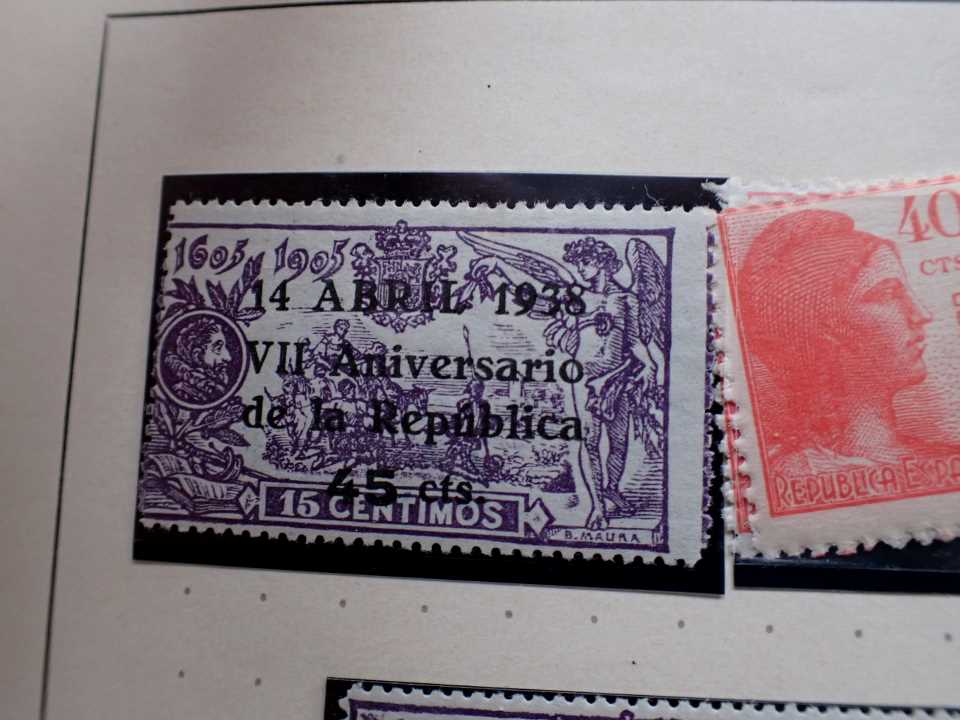 1605 1905
14 ABRIL 1938
VII Aniversario
de la República
45 cts.
15 CENTIMOS
B. MAURA
40
CTS
REPUBLICA ESPA